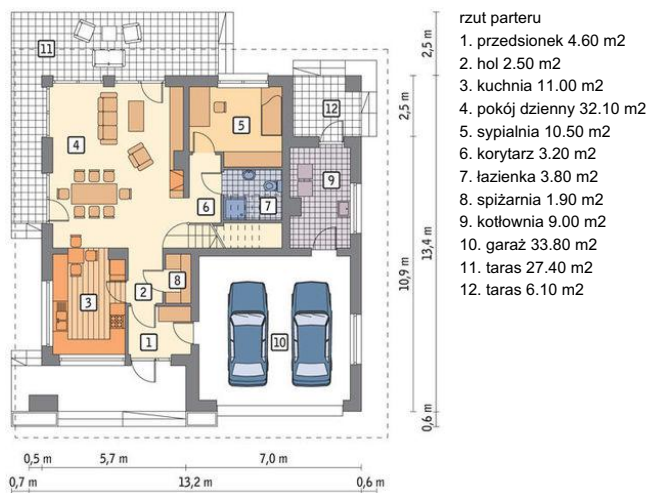 rzut parteru
1. przedsionek 4.60 m2
2. hol 2.50 m2
3. kuchnia 11.00 m2
4. pokój dzienny 32.10 m2
5. sypialnia 10.50 m2
6. korytarz 3.20 m2
7. łazienka 3.80 m2
8. spiżarnia 1.90 m2
9. kotłownia 9.00 m2
10. garaż 33.80 m2
11. taras 27.40 m2
12. taras 6.10 m2
11
12
4
5
9
6
7
3
2
8
1
10
2,5 m
2,5 m
13,4 m
10,9 m
0,6 m
0,5 m 5,7 m 7,0 m
0,7 m 13,2 m 0,6 m